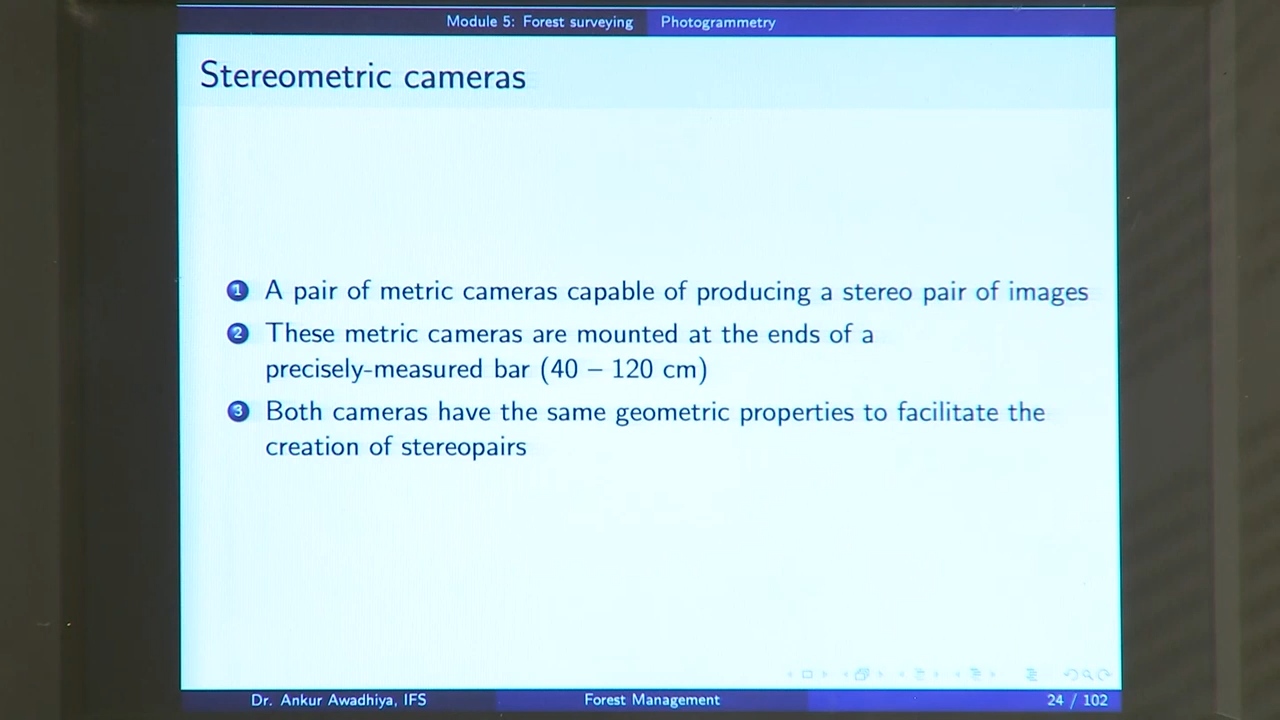 Module 5: Forest surveying Photogrammetry
Stereometric cameras
1 A pair of metric cameras capable of producing a stereo pair of images
2 These metric cameras are mounted at the ends of a
precisely-measured bar (40 – 120 cm)
3 Both cameras have the same geometric properties to facilitate the
creation of stereopairs
Dr. Ankur Awadhiya, IFS Forest Management 24 / 102